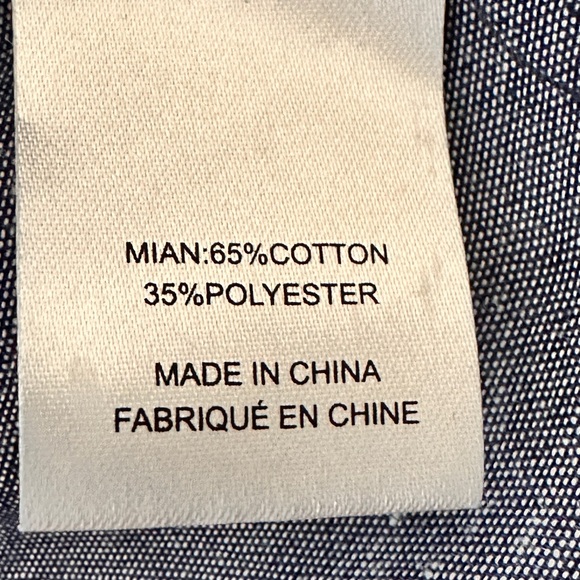 MIAN:65%COTTON
35%POLYESTER
MADE IN CHINA
FABRIQUÉ EN CHINE